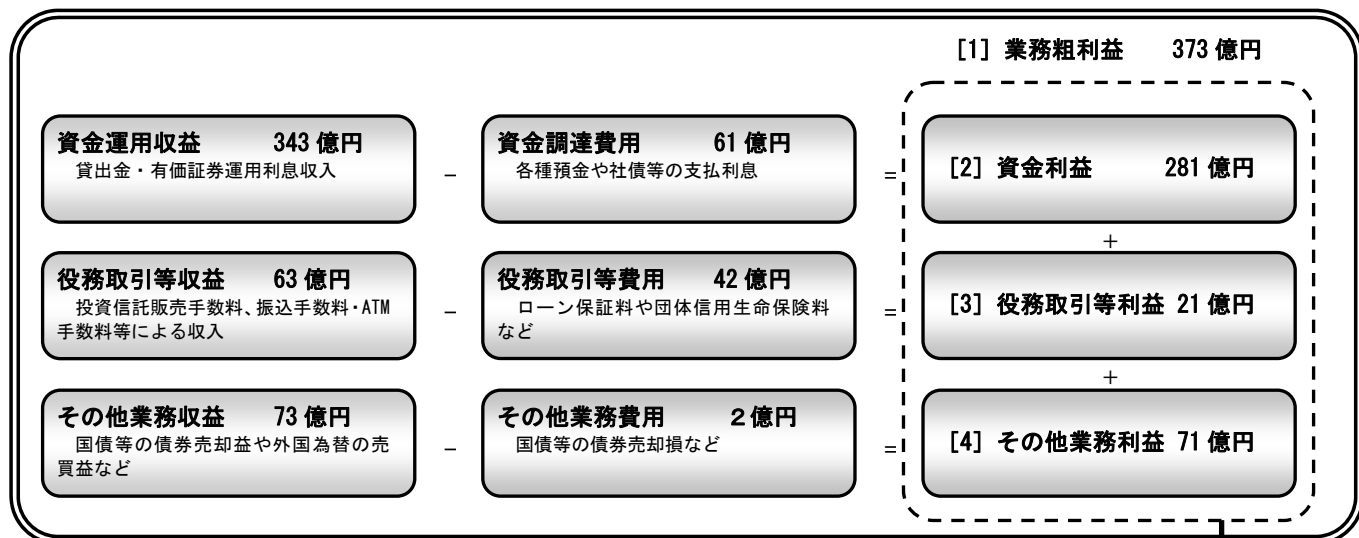 [1] 業務粗利益 373 億円
資金運用収益 343 億円
貸出金・有価証券運用利息収入
－
資金調達費用 61 億円
各種預金や社債等の支払利息
=
[2] 資金利益 281 億円
+
役務取引等収益 63 億円
投資信託販売手数料、振込手数料・ATM
手数料等による収入
－
役務取引等費用 42 億円
ローン保証料や団体信用生命保険料
など
=
[3] 役務取引等利益 21 億円
+
その他業務収益 73 億円
国債等の債券売却益や外国為替の売
買益など
－
その他業務費用 ２億円
国債等の債券売却損など
=
[4] その他業務利益 71 億円